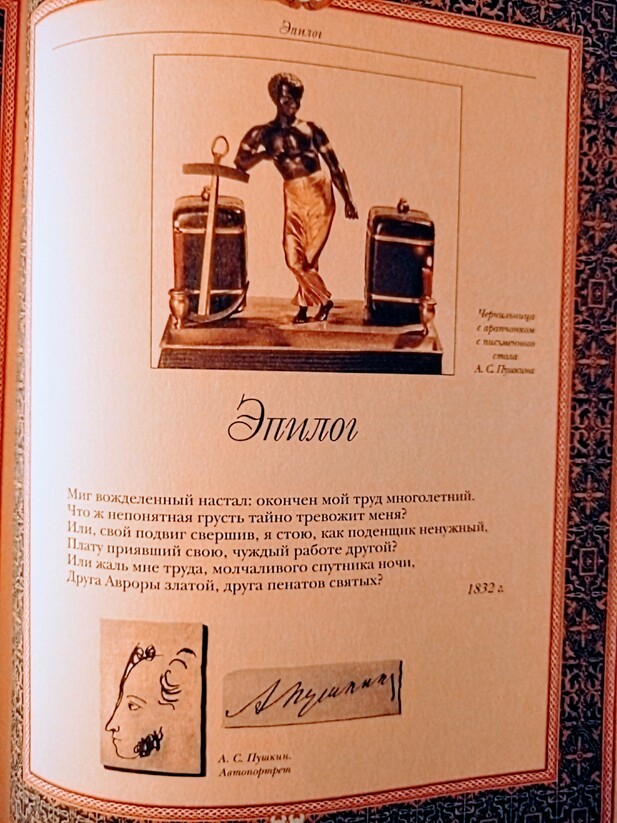 Эпилог
Чернильница
с арапчонком
с письменного
стола
А. С. Пушкина
Эпилог
Миг вожделенный настал: окончен мой труд многолетний.
Что ж непонятная грусть тайно тревожит меня?
Или, свой подвиг свершив, я стою, как поденщик ненужный,
Плату приявший свою, чуждый работе другой?
Или жаль мне труда, молчаливого спутника ночи,
Друга Авроры златой, друга пенатов святых?
1832 г.
А Пушкин
А. С. Пушкин.
Автопортрет